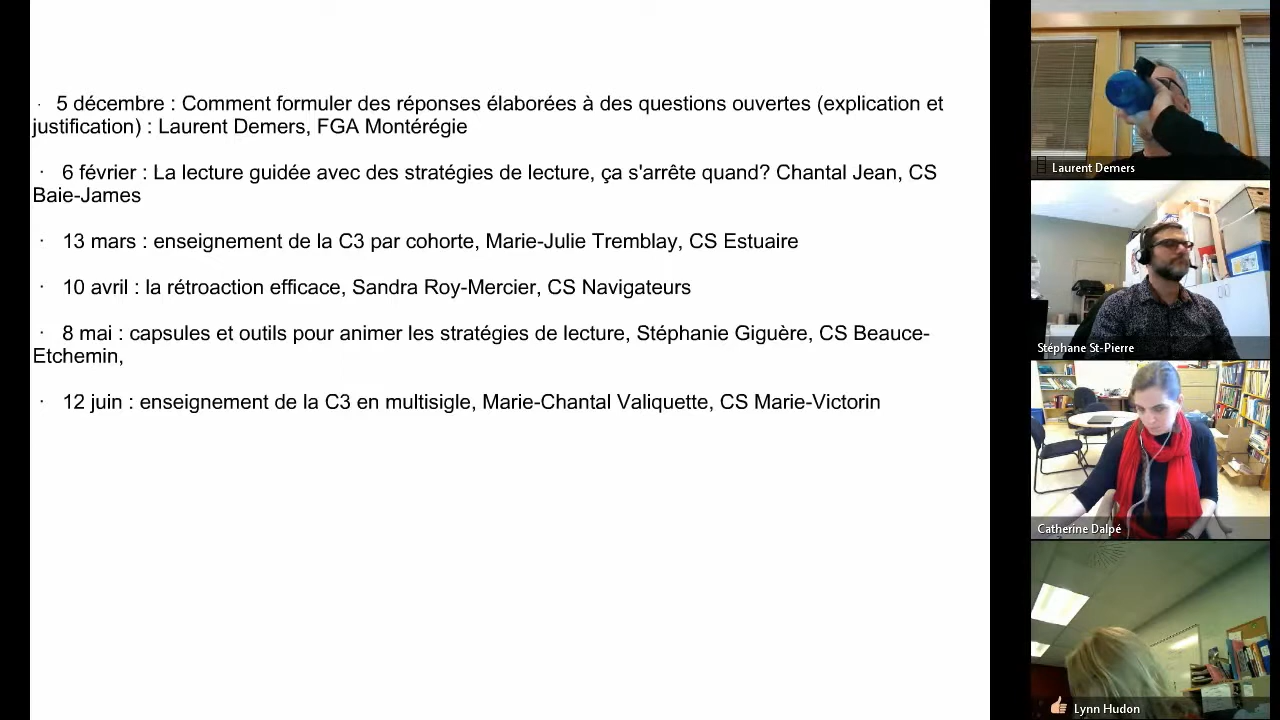 · 5 décembre : Comment formuler des réponses élaborées à des questions ouvertes (explication et
justification) : Laurent Demers, FGA Montérégie
· 6 février : La lecture guidée avec des stratégies de lecture, ça s'arrête quand? Chantal Jean, CS
Baie-James
· 13 mars : enseignement de la C3 par cohorte, Marie-Julie Tremblay, CS Estuaire
· 10 avril : la rétroaction efficace, Sandra Roy-Mercier, CS Navigateurs
· 8 mai : capsules et outils pour animer les stratégies de lecture, Stéphanie Giguère, CS Beauce-
Etchemin,
· 12 juin : enseignement de la C3 en multisigle, Marie-Chantal Valiquette, CS Marie-Victorin
Laurent Demers
Stéphane St-Pierre
Catherine Dalpé
Lynn Hudon